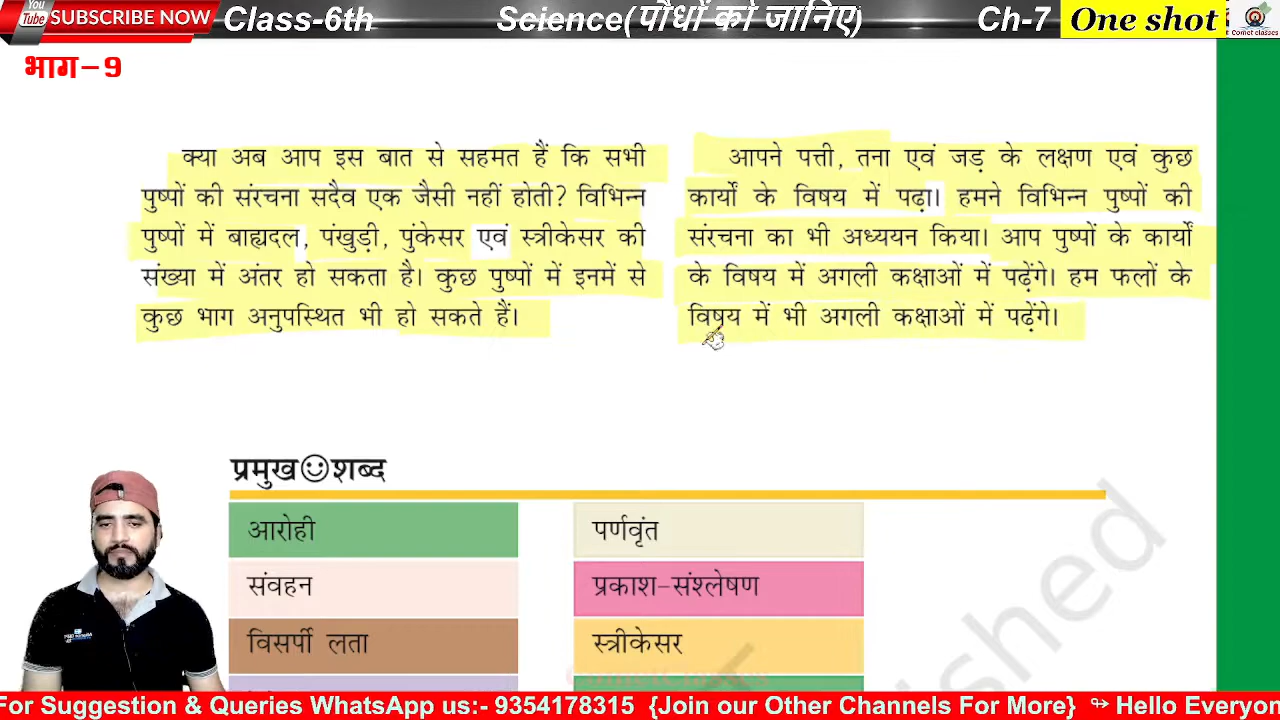 You Tube SUBSCRIBE NOW
Class-6th Science(पौधों को जानिए) Ch-7 One shot
भाग–9
क्या अब आप इस बात से सहमत हैं कि सभी
पुष्पों की संरचना सदैव एक जैसी नहीं होती? विभिन्न
पुष्पों में बाह्यदल, पंखुड़ी, पुंकेसर एवं स्त्रीकेसर की
संख्या में अंतर हो सकता है। कुछ पुष्पों में इनमें से
कुछ भाग अनुपस्थित भी हो सकते हैं।
आपने पत्ती, तना एवं जड़ के लक्षण एवं कुछ
कार्यों के विषय में पढ़ा। हमने विभिन्न पुष्पों की
संरचना का भी अध्ययन किया। आप पुष्पों के कार्यों
के विषय में अगली कक्षाओं में पढ़ेंगे। हम फलों के
विषय में भी अगली कक्षाओं में पढ़ेंगे।
प्रमुख शब्द
आरोही
संवहन
विसर्पी लता
पर्णवृंत
प्रकाश-संश्लेषण
स्त्रीकेसर
For Suggestion & Queries WhatsApp us:- 9354178315 {Join our Other Channels For More} Hello Everyon